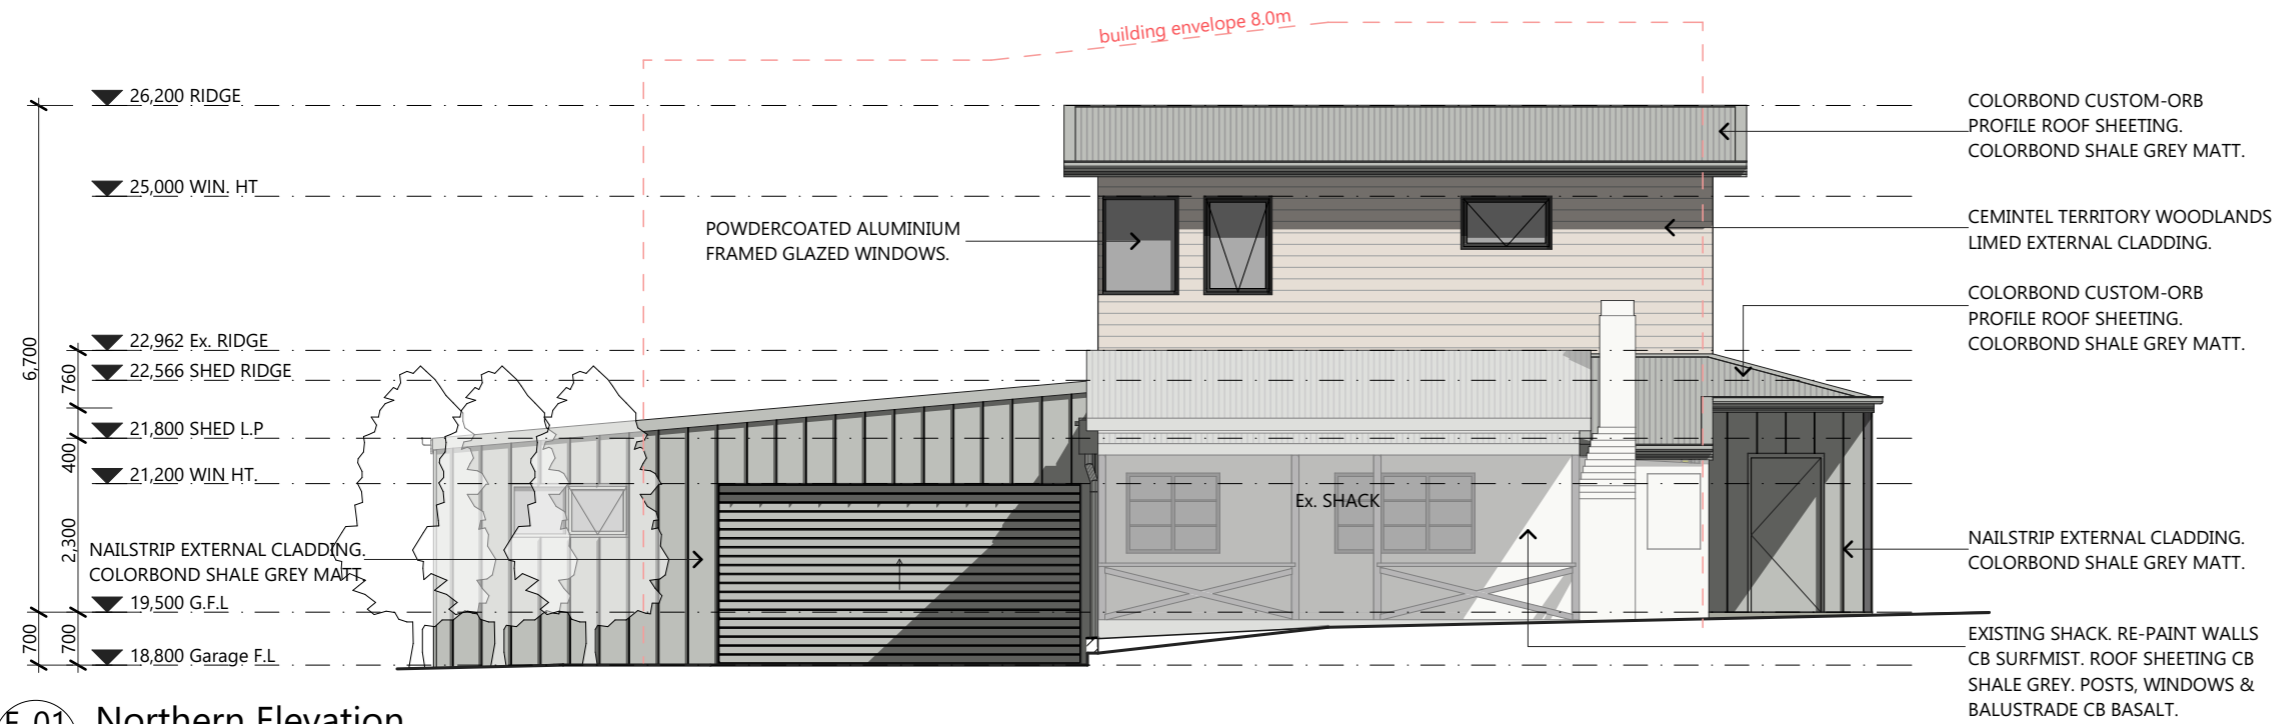 building envelope 8.0m
26,200 RIDGE
25,000 WIN. HT
22,962 Ex. RIDGE
22,566 SHED RIDGE
21,800 SHED L.P
21,200 WIN HT.
19,500 G.F.L
18,800 Garage F.L
6,700
700
760
400
2,300
700
POWDERCOATED ALUMINIUM
FRAMED GLAZED WINDOWS.
NAILSTRIP EXTERNAL CLADDING.
COLORBOND SHALE GREY MATT.
Ex. SHACK
COLORBOND CUSTOM-ORB
PROFILE ROOF SHEETING.
COLORBOND SHALE GREY MATT.
CEMINTEL TERRITORY WOODLANDS
LIMED EXTERNAL CLADDING.
COLORBOND CUSTOM-ORB
PROFILE ROOF SHEETING.
COLORBOND SHALE GREY MATT.
NAILSTRIP EXTERNAL CLADDING.
COLORBOND SHALE GREY MATT.
EXISTING SHACK. RE-PAINT WALLS
CB SURFMIST. ROOF SHEETING CB
SHALE GREY. POSTS, WINDOWS &
BALUSTRADE CB BASALT.
E-01
Northern Elevation